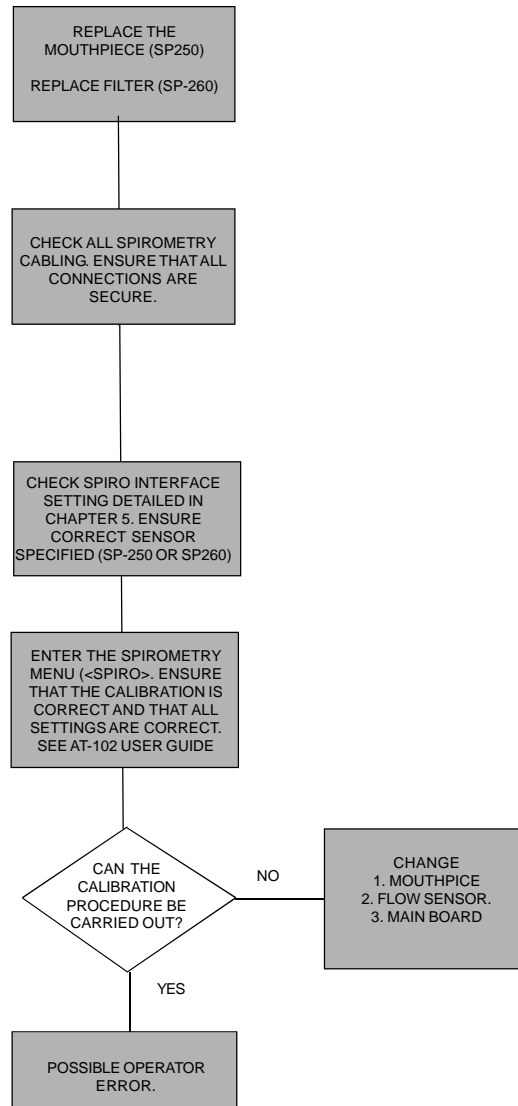 REPLACE THE
MOUTHPIECE (SP250)
REPLACE FILTER (SP-260)
CHECK ALL SPIROMETRY
CABLING. ENSURE THAT ALL
CONNECTIONS ARE
SECURE.
CHECK SPIRO INTERFACE
SETTING DETAILED IN
CHAPTER 5. ENSURE
CORRECT SENSOR
SPECIFIED (SP-250 OR SP260)
ENTER THE SPIROMETRY
MENU (<SPIRO>. ENSURE
THAT THE CALIBRATION IS
CORRECT AND THAT ALL
SETTINGS ARE CORRECT.
SEE AT-102 USER GUIDE
CAN THE
CALIBRATION
PROCEDURE BE
CARRIED OUT?
NO
CHANGE
1. MOUTHPICE
2. FLOW SENSOR.
3. MAIN BOARD
YES
POSSIBLE OPERATOR
ERROR.